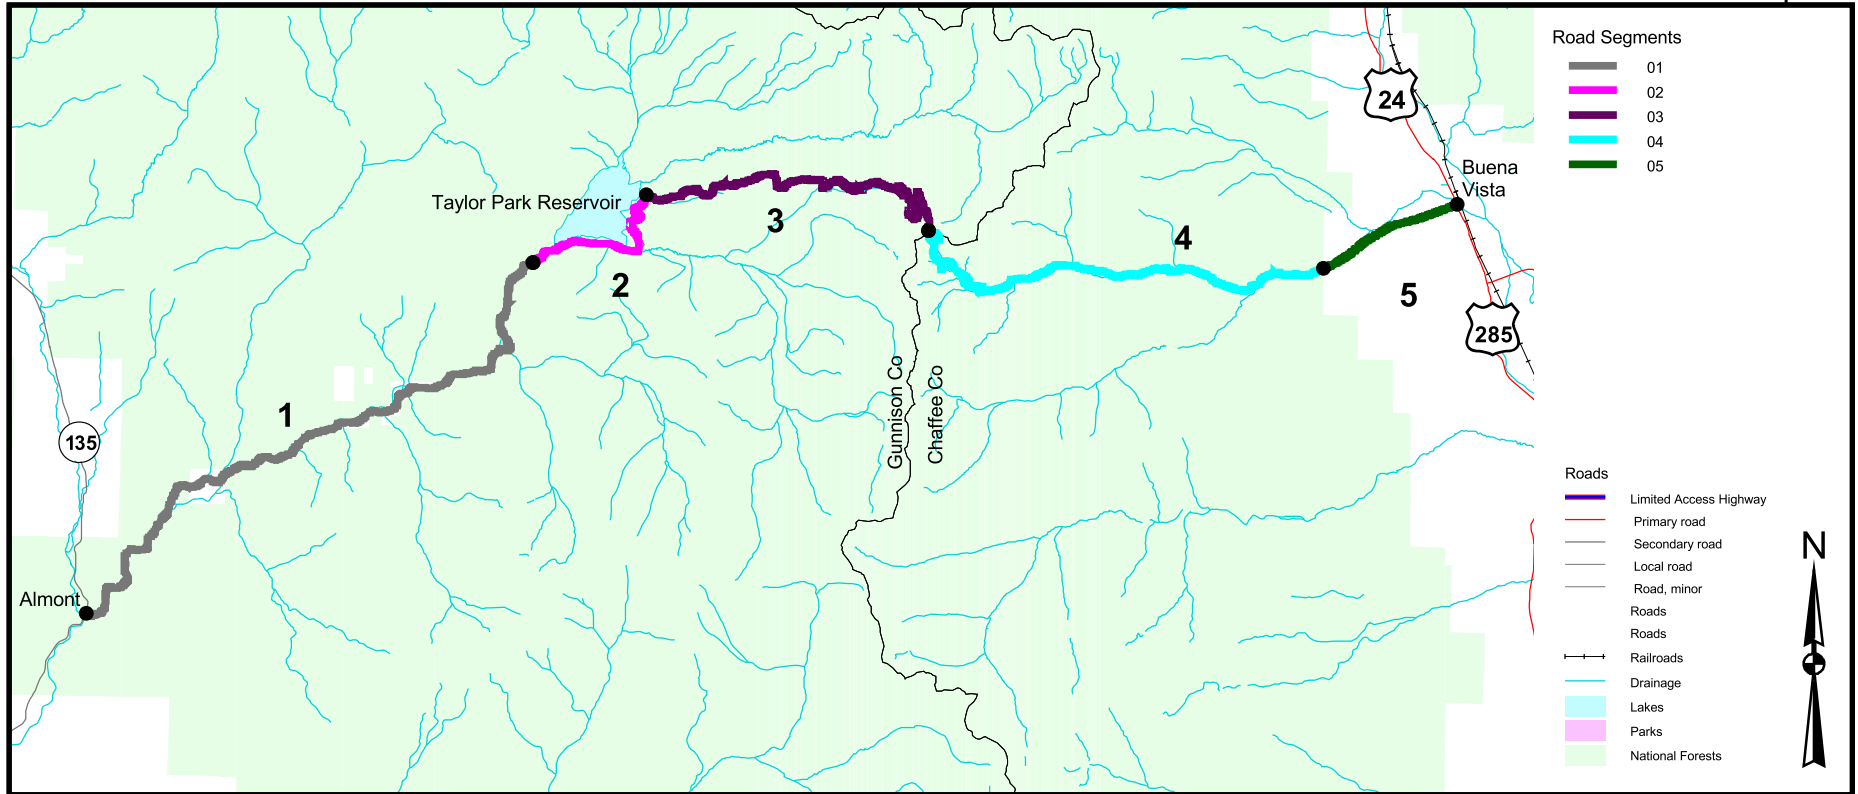 Road Segments
01
02
03
04
05
24
Buena
Vista
Taylor Park Reservoir
3
4
2
5
285
Gunnison Co
Chaffee Co
1
135
Almont
Roads
Limited Access Highway
Primary road
Secondary road
Local road
Road, minor
Roads
Roads
Railroads
Drainage
Lakes
Parks
National Forests
N